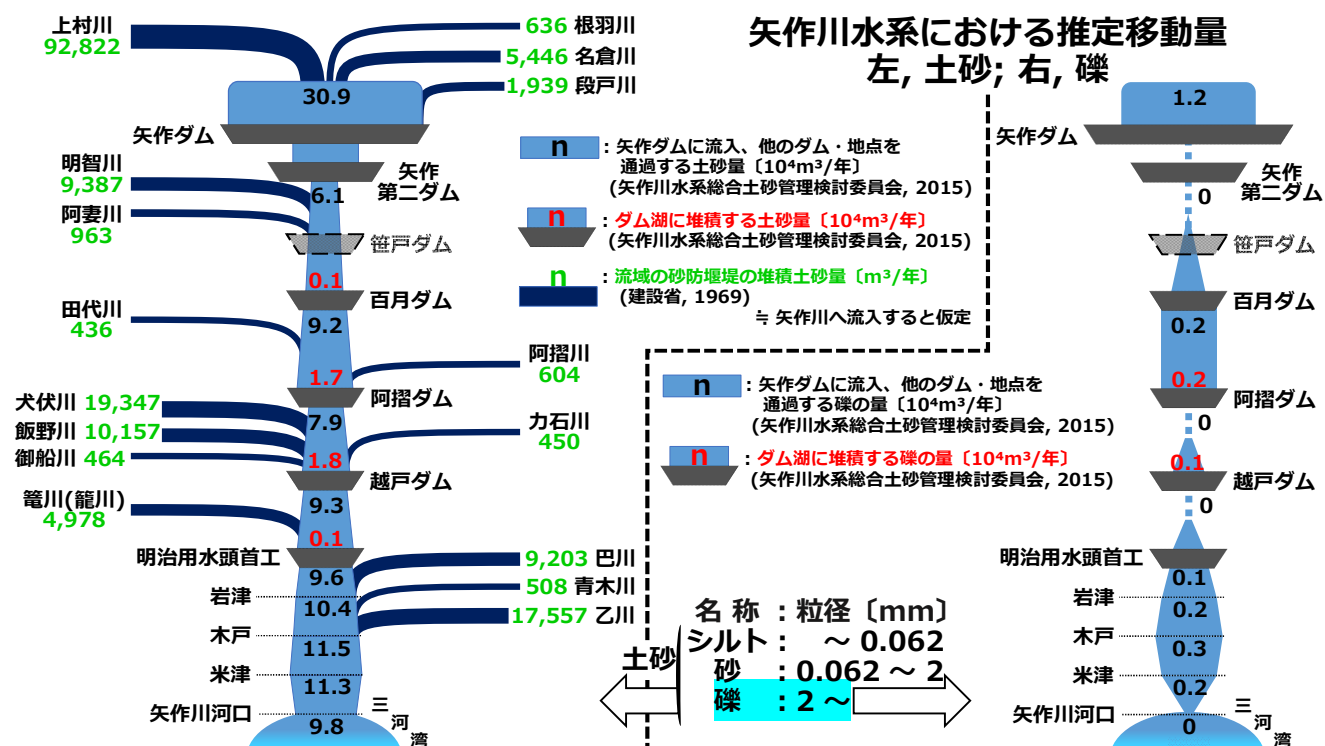 矢作川水系における推定移動量
左, 土砂; 右, 礫
上村川
92,822
636 根羽川
5,446 名倉川
1,939 段戸川
30.9
矢作ダム
矢作
第二ダム
明智川
9,387
6.1
阿妻川
963
笹戸ダム
0.1
百月ダム
田代川
436
9.2
阿摺川
604
1.7
阿摺ダム
犬伏川 19,347
飯野川 10,157
御船川 464
7.9
力石川
450
1.8
越戸ダム
篭川(籠川)
4,978
9.3
0.1
明治用水頭首工
9.6
9,203 巴川
508 青木川
17,557 乙川
岩津
10.4
木戸
11.5
米津
11.3
矢作川河口
9.8
三
河
湾
n : 矢作ダムに流入、他のダム・地点を
通過する土砂量〔10⁴m³/年〕
(矢作川水系総合土砂管理検討委員会, 2015)
n : ダム湖に堆積する土砂量〔10⁴m³/年〕
(矢作川水系総合土砂管理検討委員会, 2015)
n : 流域の砂防堰堤の堆積土砂量〔m³/年〕
(建設省, 1969)
≒ 矢作川へ流入すると仮定
n : 矢作ダムに流入、他のダム・地点を
通過する礫の量〔10⁴m³/年〕
(矢作川水系総合土砂管理検討委員会, 2015)
n : ダム湖に堆積する礫の量〔10⁴m³/年〕
(矢作川水系総合土砂管理検討委員会, 2015)
名 称 : 粒径〔mm〕
シルト : ～ 0.062
土砂
砂 : 0.062 ～ 2
礫 : 2 ～
1.2
矢作ダム
矢作
第二ダム
0
笹戸ダム
百月ダム
0.2
0.2
阿摺ダム
0
0.1
越戸ダム
0
明治用水頭首工
0.1
岩津
0.2
木戸
0.3
米津
0.2
矢作川河口
0
三
河
湾